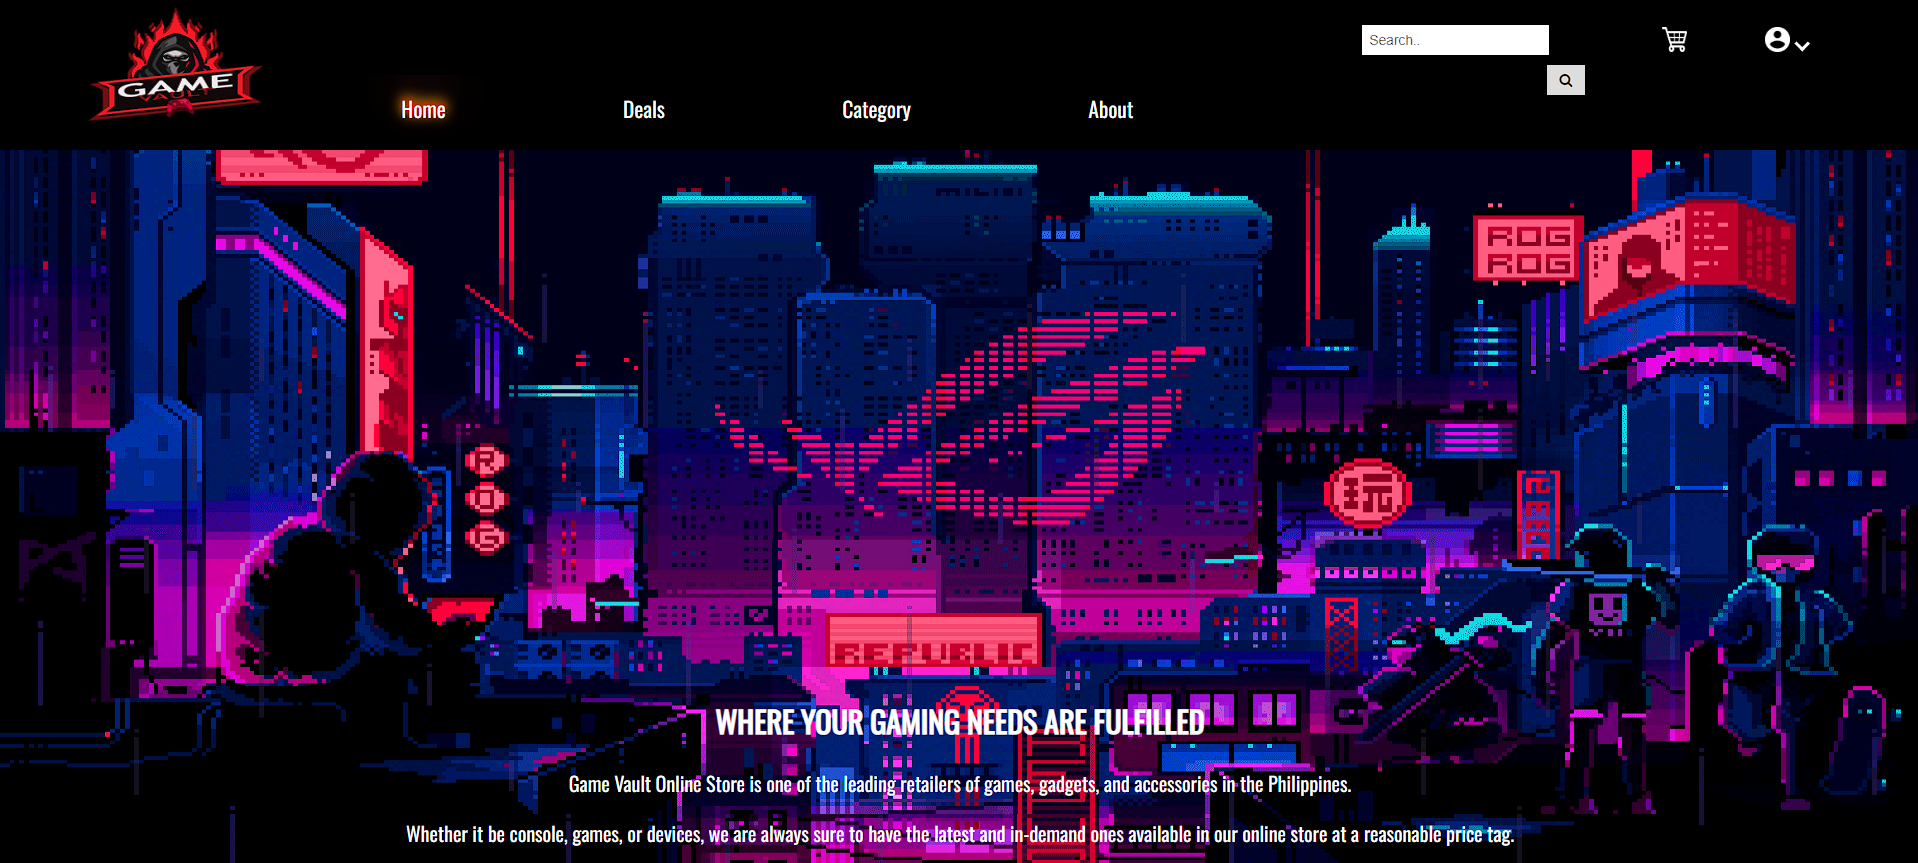 GAME
VAULT
Search..
Home
Deals
Category
About
ROG
ROG
R
O
G
玩
REPUBLIC
WHERE YOUR GAMING NEEDS ARE FULFILLED
Game Vault Online Store is one of the leading retailers of games, gadgets, and accessories in the Philippines.
Whether it be console, games, or devices, we are always sure to have the latest and in-demand ones available in our online store at a reasonable price tag.